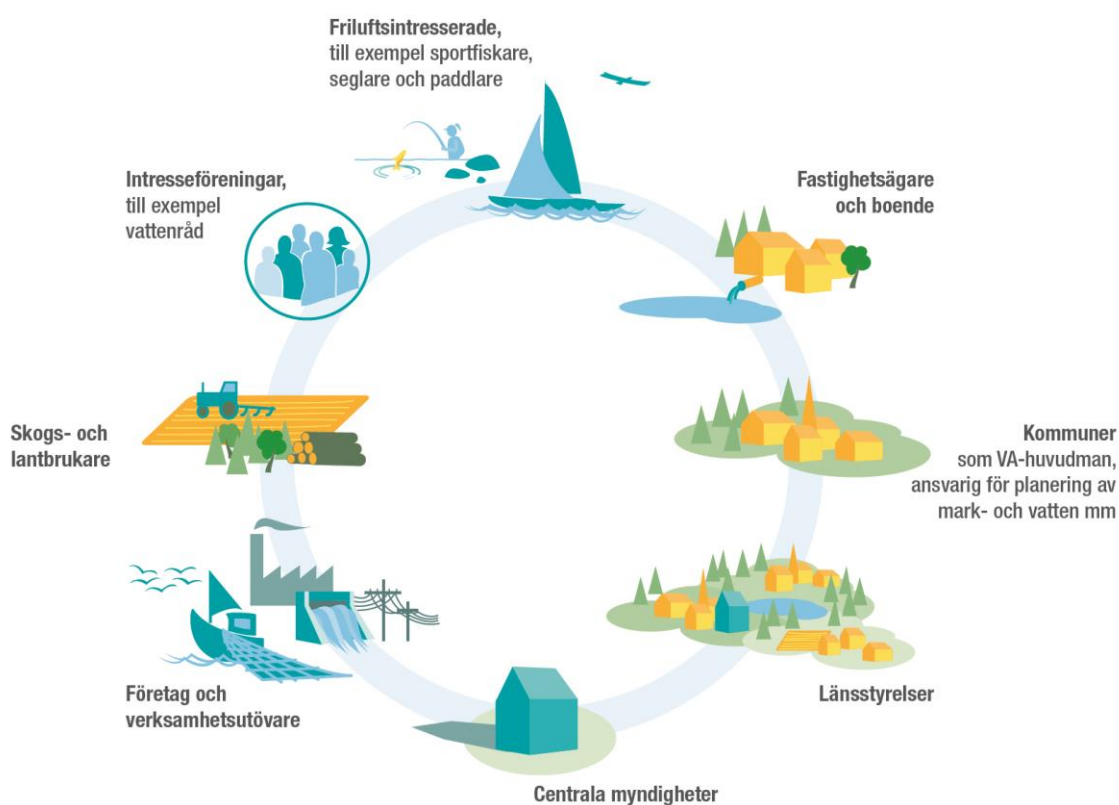 Friluftsintresserade,
till exempel sportfiskare,
seglare och paddlare
Fastighetsägare
och boende
Kommuner
som VA-huvudman,
ansvarig för planering av
mark- och vatten mm
Länsstyrelser
Centrala myndigheter
Företag och
verksamhetsutövare
Skogs- och
lantbrukare
Intresseföreningar,
till exempel
vattenråd